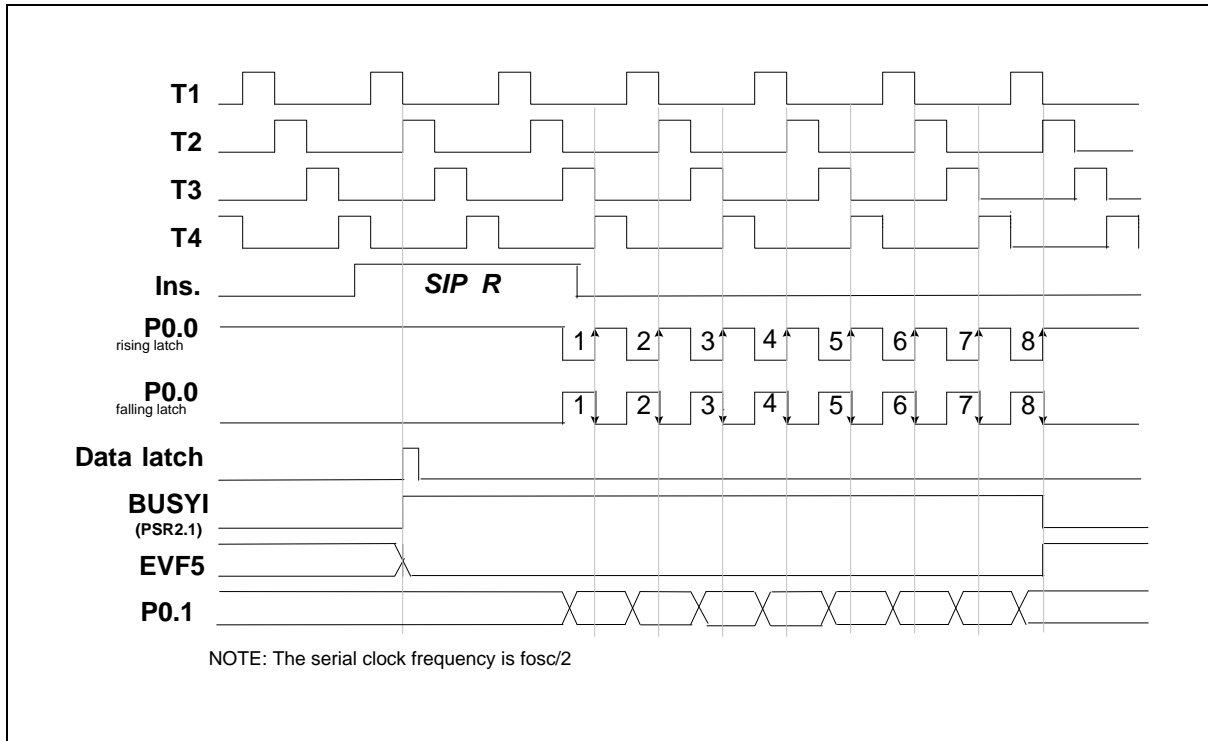 T1
T2
T3
T4
Ins.
SIP R
P0.0
rising latch
1 2 3 4 5 6 7 8
P0.0
falling latch
1 2 3 4 5 6 7 8
Data latch
BUSYI
(PSR2.1)
EVF5
P0.1
NOTE: The serial clock frequency is fosc/2